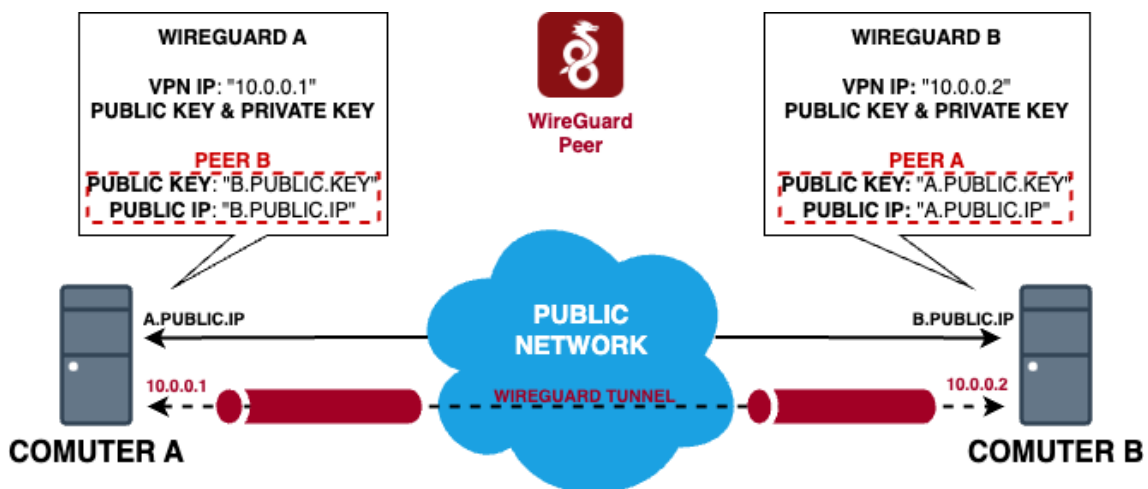 WIREGUARD A
VPN IP: "10.0.0.1"
PUBLIC KEY & PRIVATE KEY
PEER B
PUBLIC KEY: "B.PUBLIC.KEY"
PUBLIC IP: "B.PUBLIC.IP"
WireGuard
Peer
WIREGUARD B
VPN IP: "10.0.0.2"
PUBLIC KEY & PRIVATE KEY
PEER A
PUBLIC KEY: "A.PUBLIC.KEY"
PUBLIC IP: "A.PUBLIC.IP"
A.PUBLIC.IP
PUBLIC
NETWORK
B.PUBLIC.IP
10.0.0.1
WIREGUARD TUNNEL
10.0.0.2
COMUTER A
COMUTER B